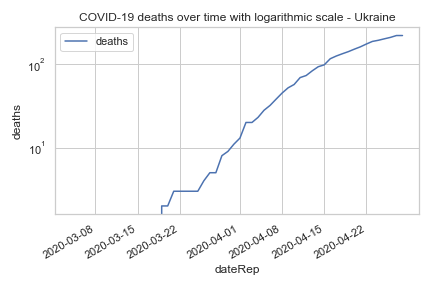 COVID-19 deaths over time with logarithmic scale - Ukraine
deaths
10²
10¹
deaths
2020-03-08
2020-03-15
2020-03-22
2020-04-01
2020-04-08
2020-04-15
2020-04-22
dateRep